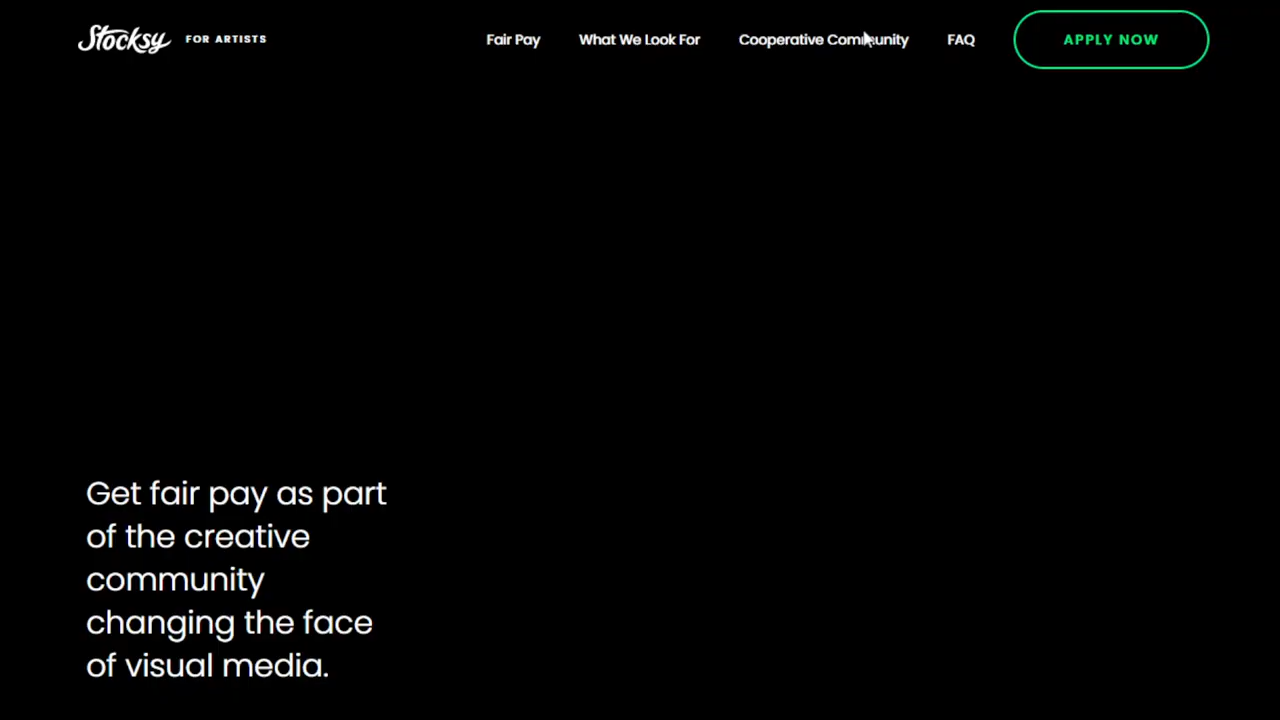 Stocksy FOR ARTISTS
Fair Pay What We Look For Cooperative Community FAQ APPLY NOW
Get fair pay as part
of the creative
community
changing the face
of visual media.